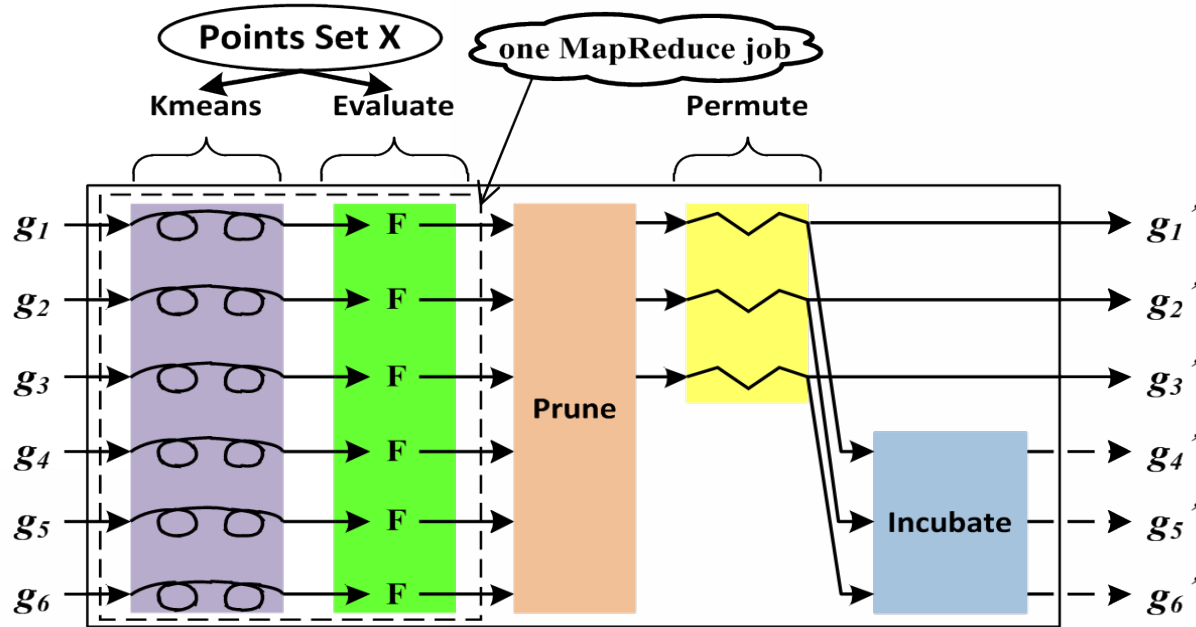 Points Set X
one MapReduce job
Kmeans Evaluate Permute
g1 F g1'
g2 F g2'
g3 F g3'
Prune
g4 F g4'
g5 F Incubate g5'
g6 F g6'